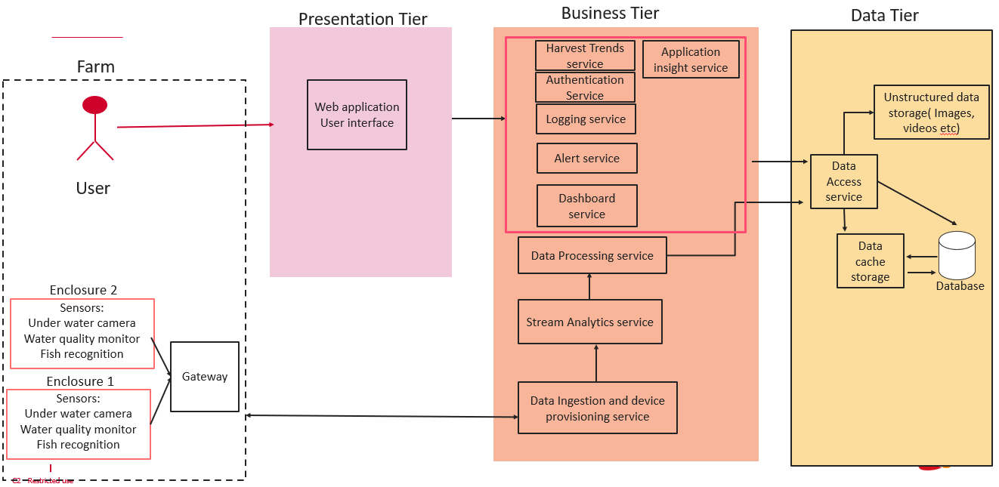 Presentation Tier
Business Tier
Data Tier
Farm
User
Web application
User interface
Harvest Trends
service
Application
insight service
Authentication
Service
Logging service
Alert service
Dashboard
service
Data Processing service
Stream Analytics service
Data Ingestion and device
provisioning service
Unstructured data
storage( Images,
videos etc)
Data
Access
service
Data
cache
storage
Database
Enclosure 2
Sensors:
Under water camera
Water quality monitor
Fish recognition
Gateway
Enclosure 1
Sensors:
Under water camera
Water quality monitor
Fish recognition
C2 - Restricted use